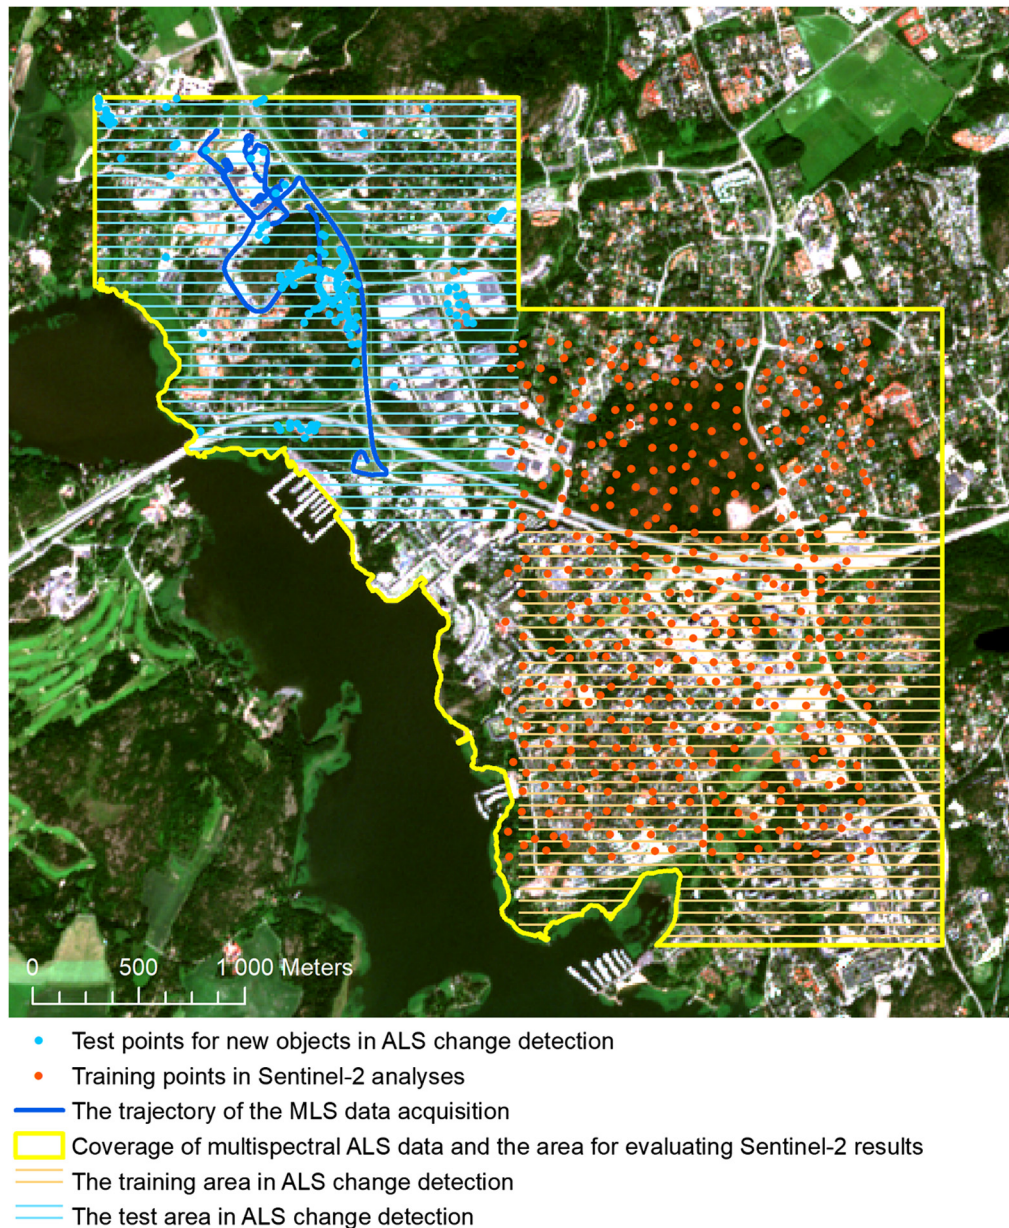 0 500 1 000 Meters
Test points for new objects in ALS change detection
Training points in Sentinel-2 analyses
The trajectory of the MLS data acquisition
Coverage of multispectral ALS data and the area for evaluating Sentinel-2 results
The training area in ALS change detection
The test area in ALS change detection